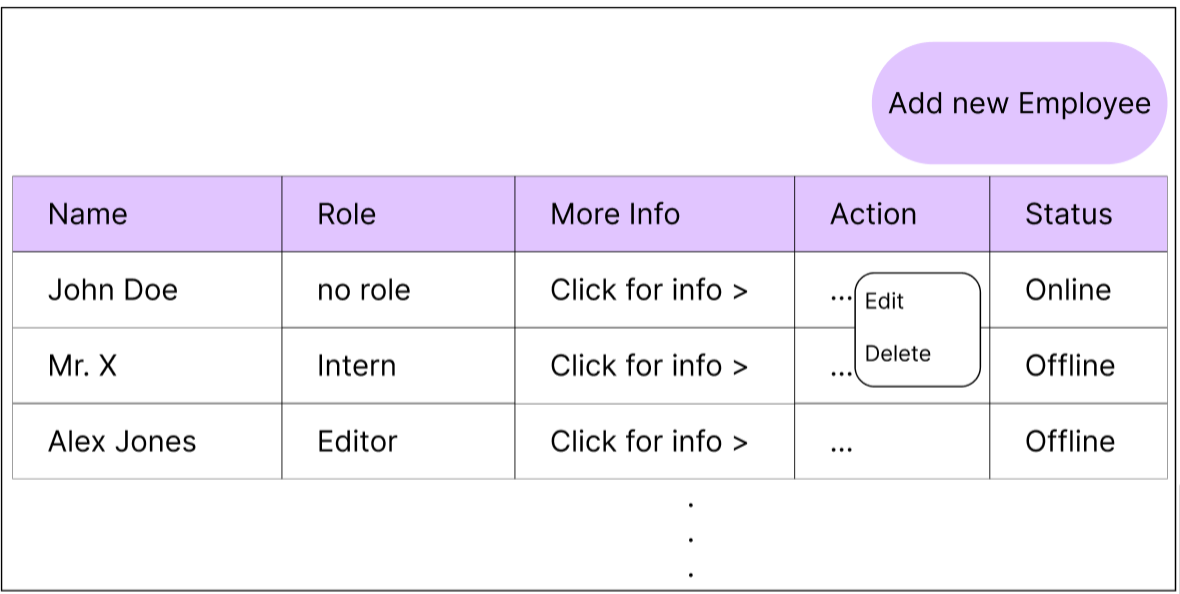 Add new Employee
Name Role More Info Action Status
John Doe no role Click for info > ... Edit Online
Delete
Mr. X Intern Click for info > ... Offline
Alex Jones Editor Click for info > ... Offline
.
.
.